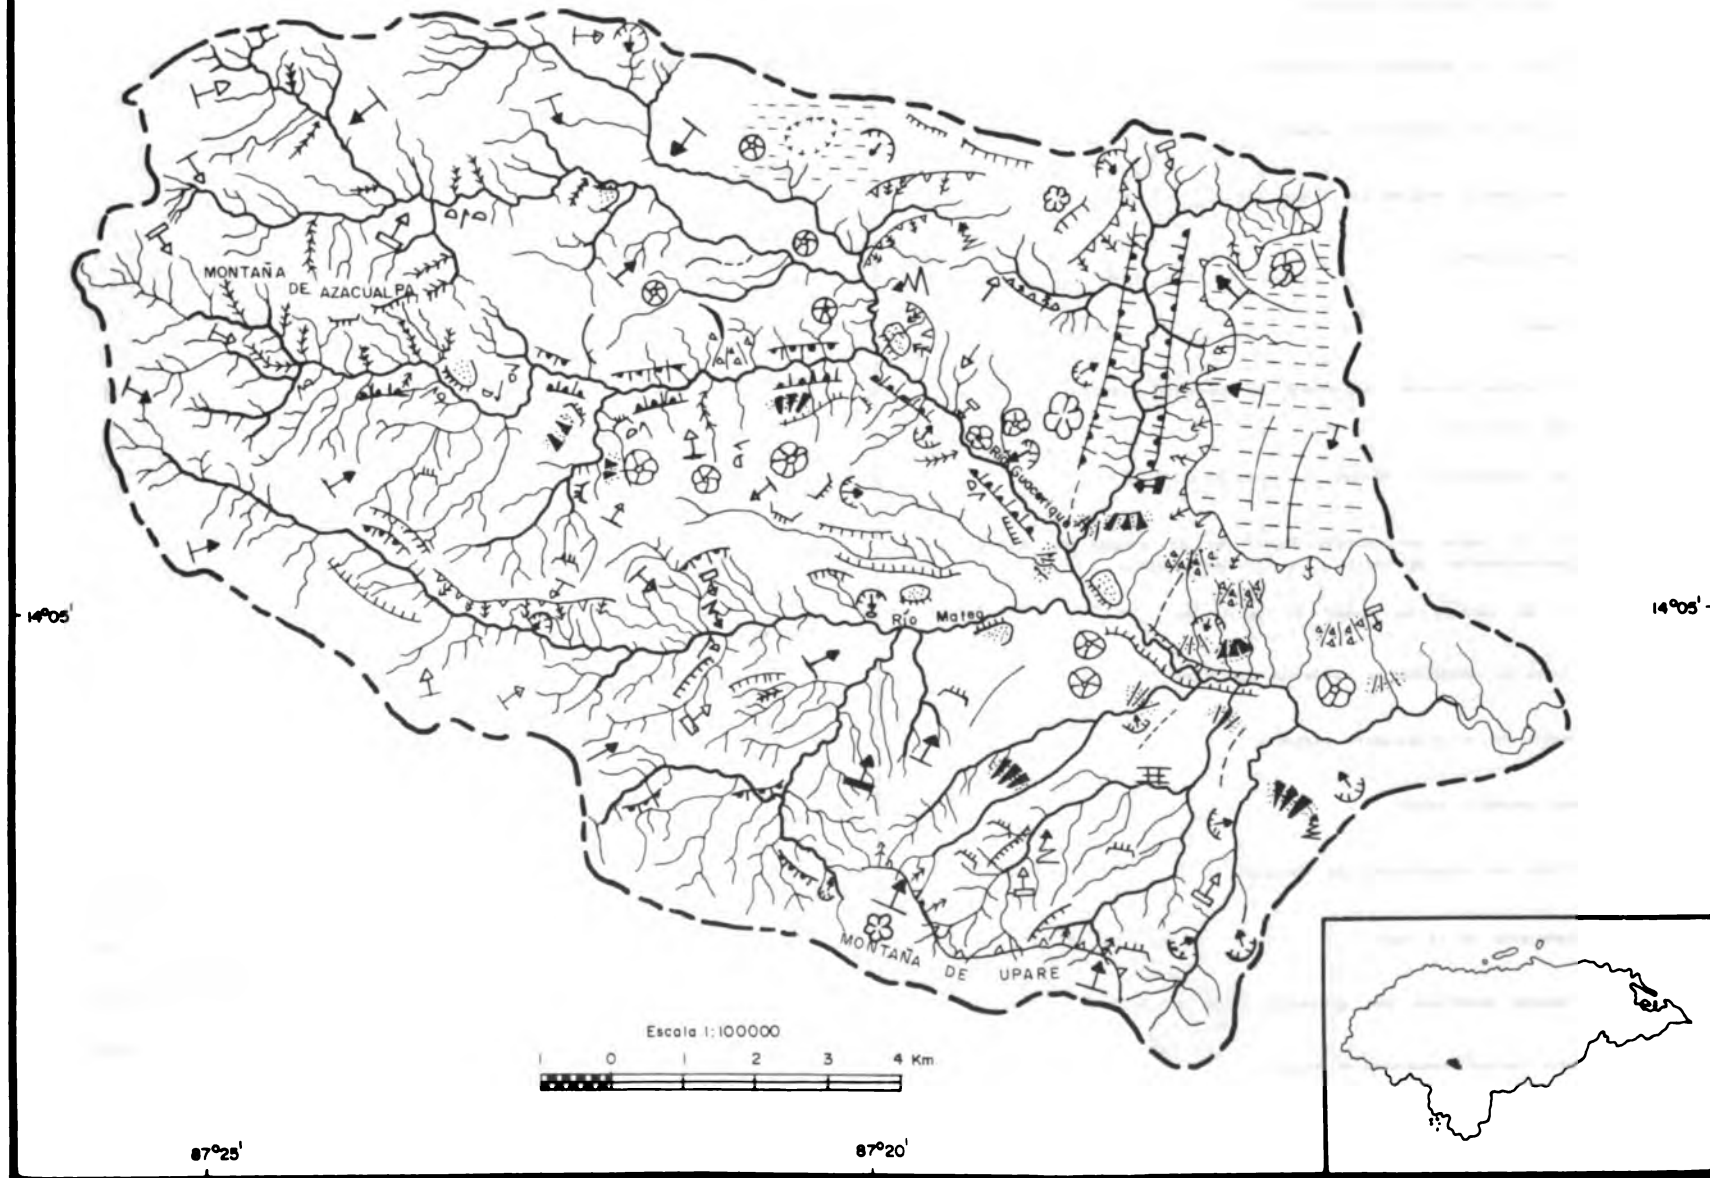 MONTAÑA
DE AZACUALPA
Río Guacerique
14°05'
14°05'
Río Mateo
MONTAÑA DE UPARE
Escala 1:100000
1 0 1 2 3 4 Km
87°25'
87°20'